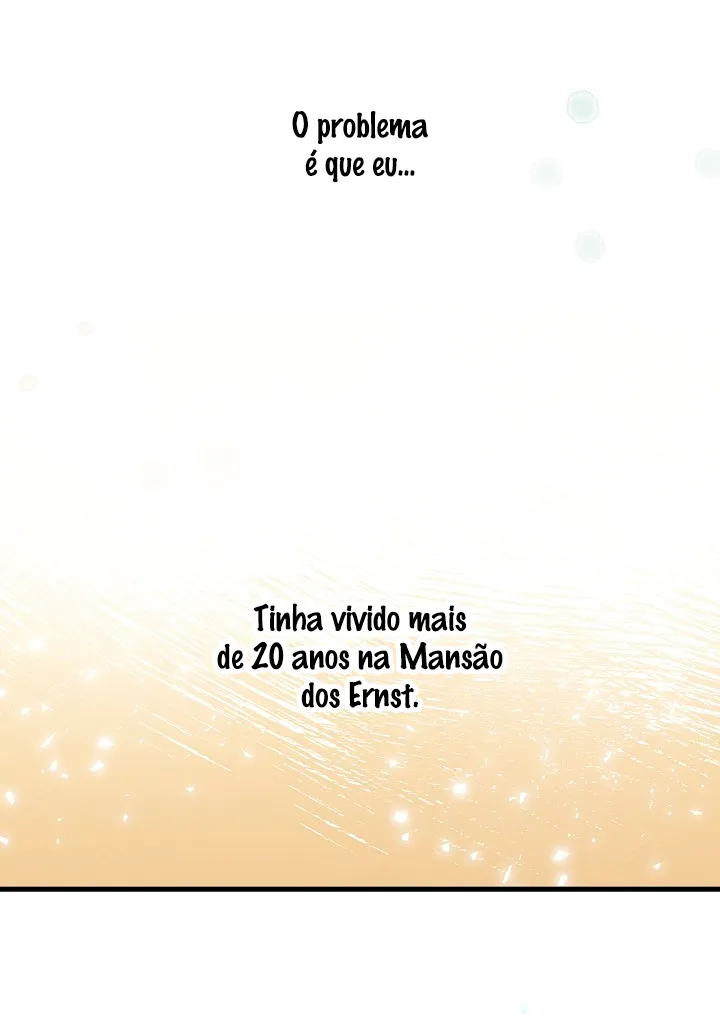 O problema
é que eu...
Tinha vivido mais
de 20 anos na Mansão
dos Ernst.